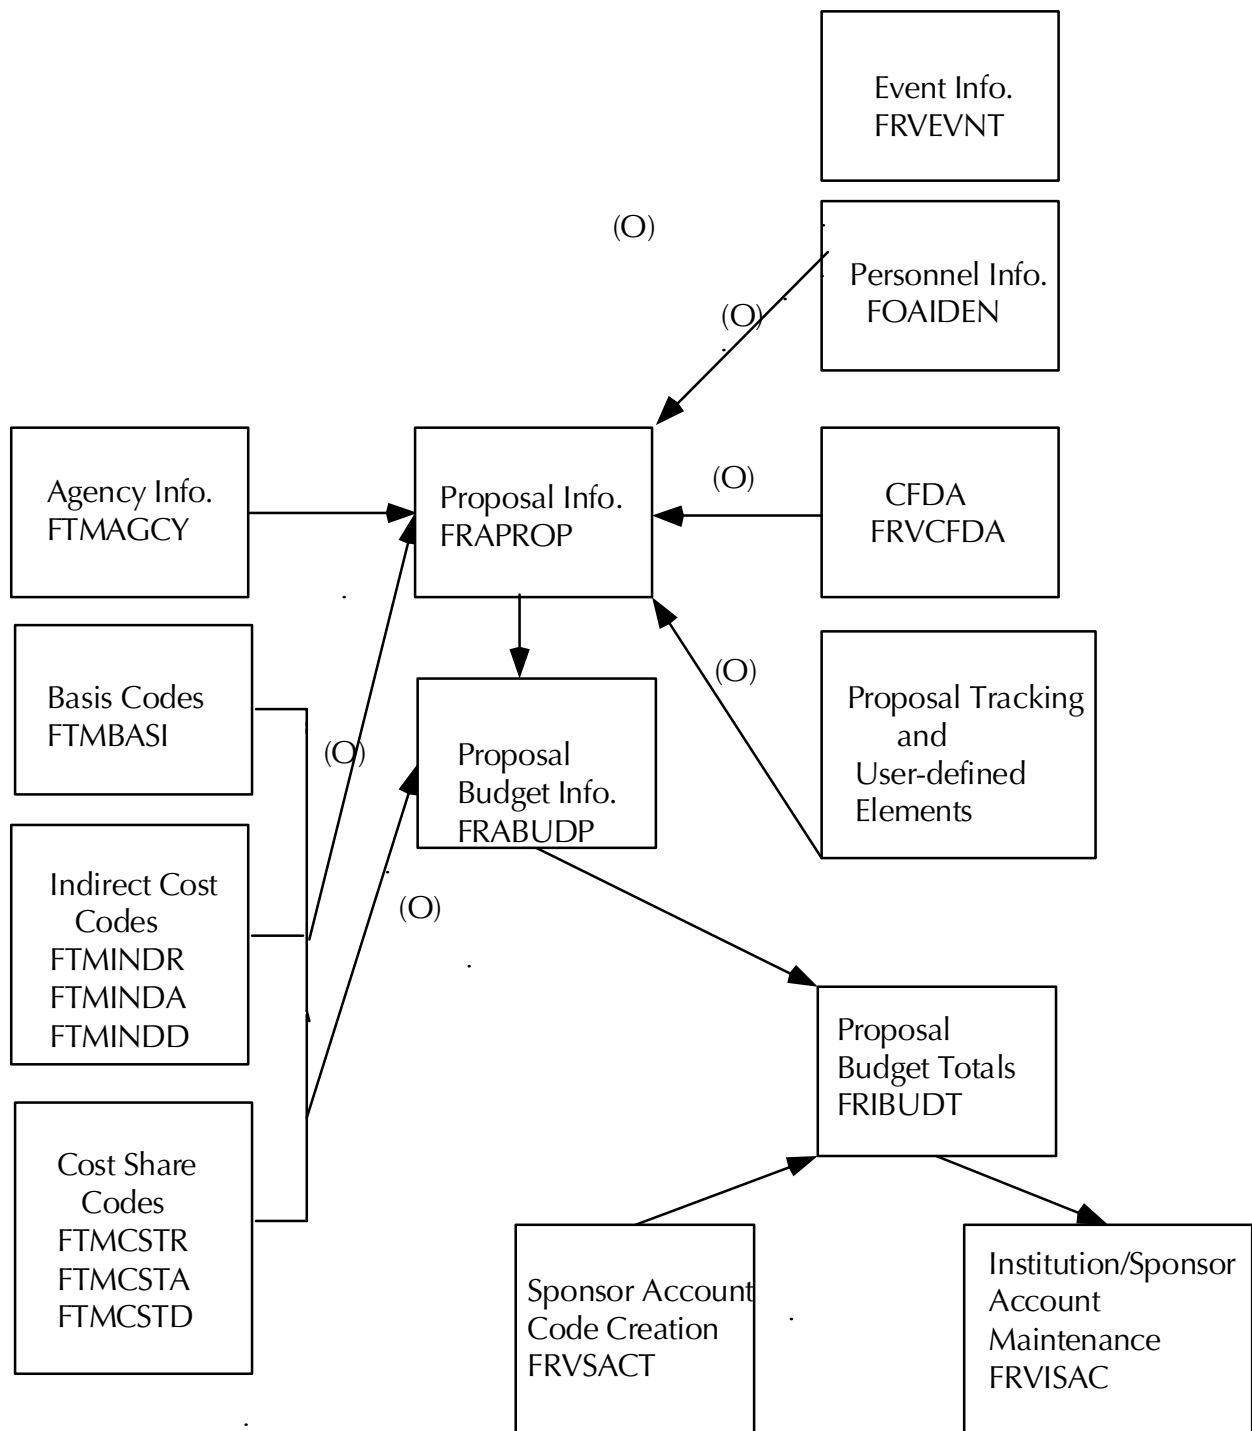 Event Info.
FRVEVNT
(O)
Personnel Info.
FOAIDEN
(O)
Agency Info.
FTMAGCY
Proposal Info.
FRAPROP
(O)
CFDA
FRVCFDA
Basis Codes
FTMBASI
(O)
Proposal
Budget Info.
FRABUDP
(O)
Proposal Tracking
and
User-defined
Elements
Indirect Cost
Codes
FTMINDR
FTMINDA
FTMINDD
(O)
Proposal
Budget Totals
FRIBUDT
Cost Share
Codes
FTMCSTR
FTMCSTA
FTMCSTD
Sponsor Account
Code Creation
FRVSACT
Institution/Sponsor
Account
Maintenance
FRVISAC